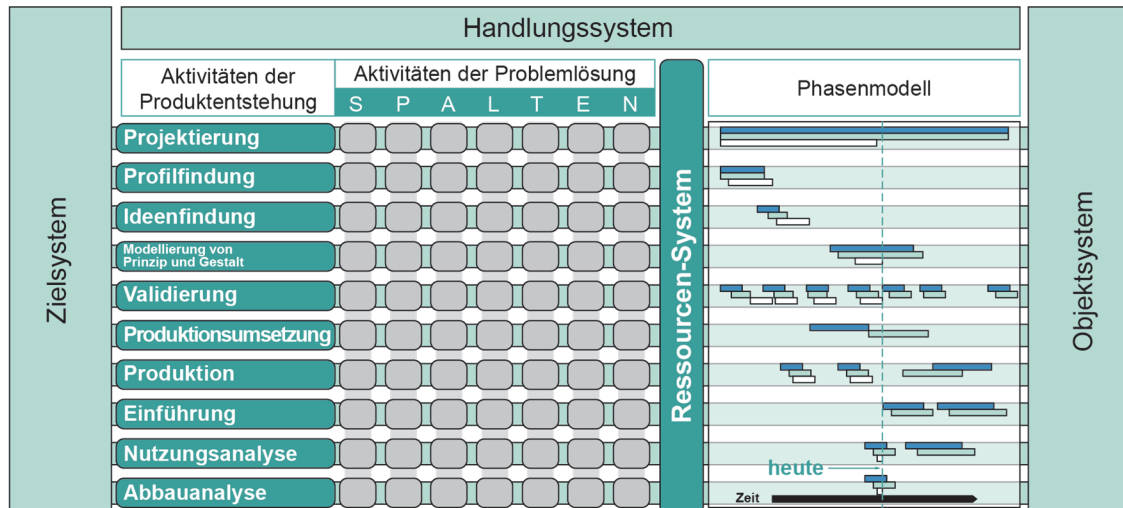 Handlungssystem
Zielsystem
Aktivitäten der
Produktentstehung
Aktivitäten der Problemlösung
S P A L T E N
Ressourcen-System
Phasenmodell
Objektsystem
Projektierung
Profilfindung
Ideenfindung
Modellierung von
Prinzip und Gestalt
Validierung
Produktionsumsetzung
Produktion
Einführung
Nutzungsanalyse
Abbauanalyse
heute
Zeit